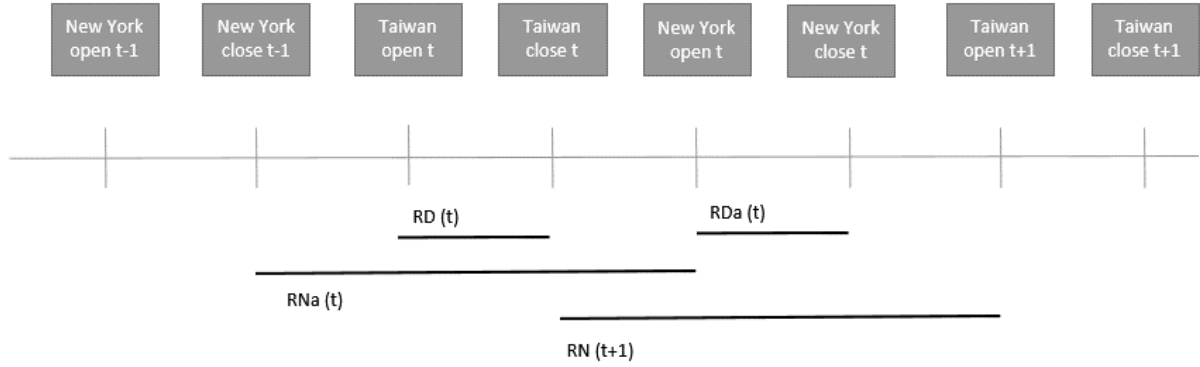 New York
open t-1
New York
close t-1
Taiwan
open t
Taiwan
close t
New York
open t
New York
close t
Taiwan
open t+1
Taiwan
close t+1
RD (t)
RDa (t)
RNa (t)
RN (t+1)